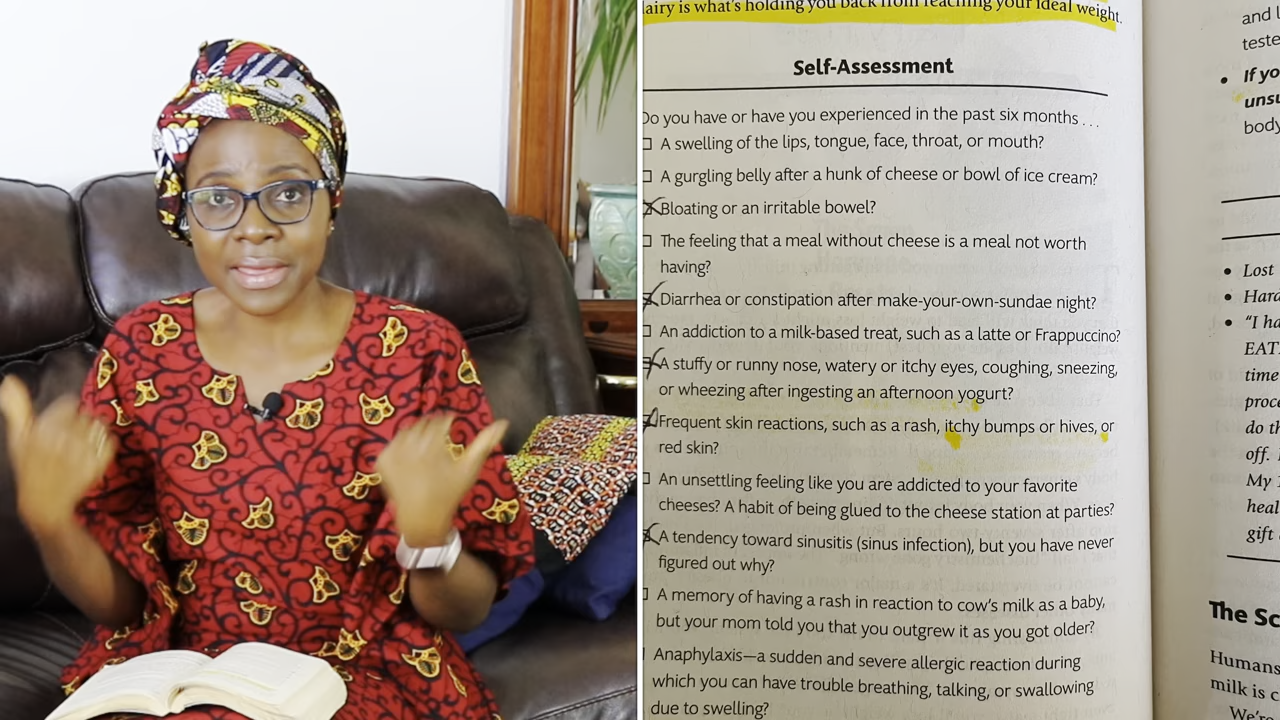 dairy is what's holding you back from reaching your ideal weight.
Self-Assessment
Do you have or have you experienced in the past six months . . .
A swelling of the lips, tongue, face, throat, or mouth?
A gurgling belly after a hunk of cheese or bowl of ice cream?
Bloating or an irritable bowel?
The feeling that a meal without cheese is a meal not worth
having?
Diarrhea or constipation after make-your-own-sundae night?
An addiction to a milk-based treat, such as a latte or Frappuccino?
A stuffy or runny nose, watery or itchy eyes, coughing, sneezing,
or wheezing after ingesting an afternoon yogurt?
Frequent skin reactions, such as a rash, itchy bumps or hives, or
red skin?
An unsettling feeling like you are addicted to your favorite
cheeses? A habit of being glued to the cheese station at parties?
A tendency toward sinusitis (sinus infection), but you have never
figured out why?
A memory of having a rash in reaction to cow's milk as a baby,
but your mom told you that you outgrew it as you got older?
Anaphylaxis—a sudden and severe allergic reaction during
which you can have trouble breathing, talking, or swallowing
due to swelling?
and l
teste
• If yo
unsu
body
• Lost
• Hard
• "I ha
EAT
time
proce
do th
off.
My
heal
gift
The Sc
Humans
milk is c
We're